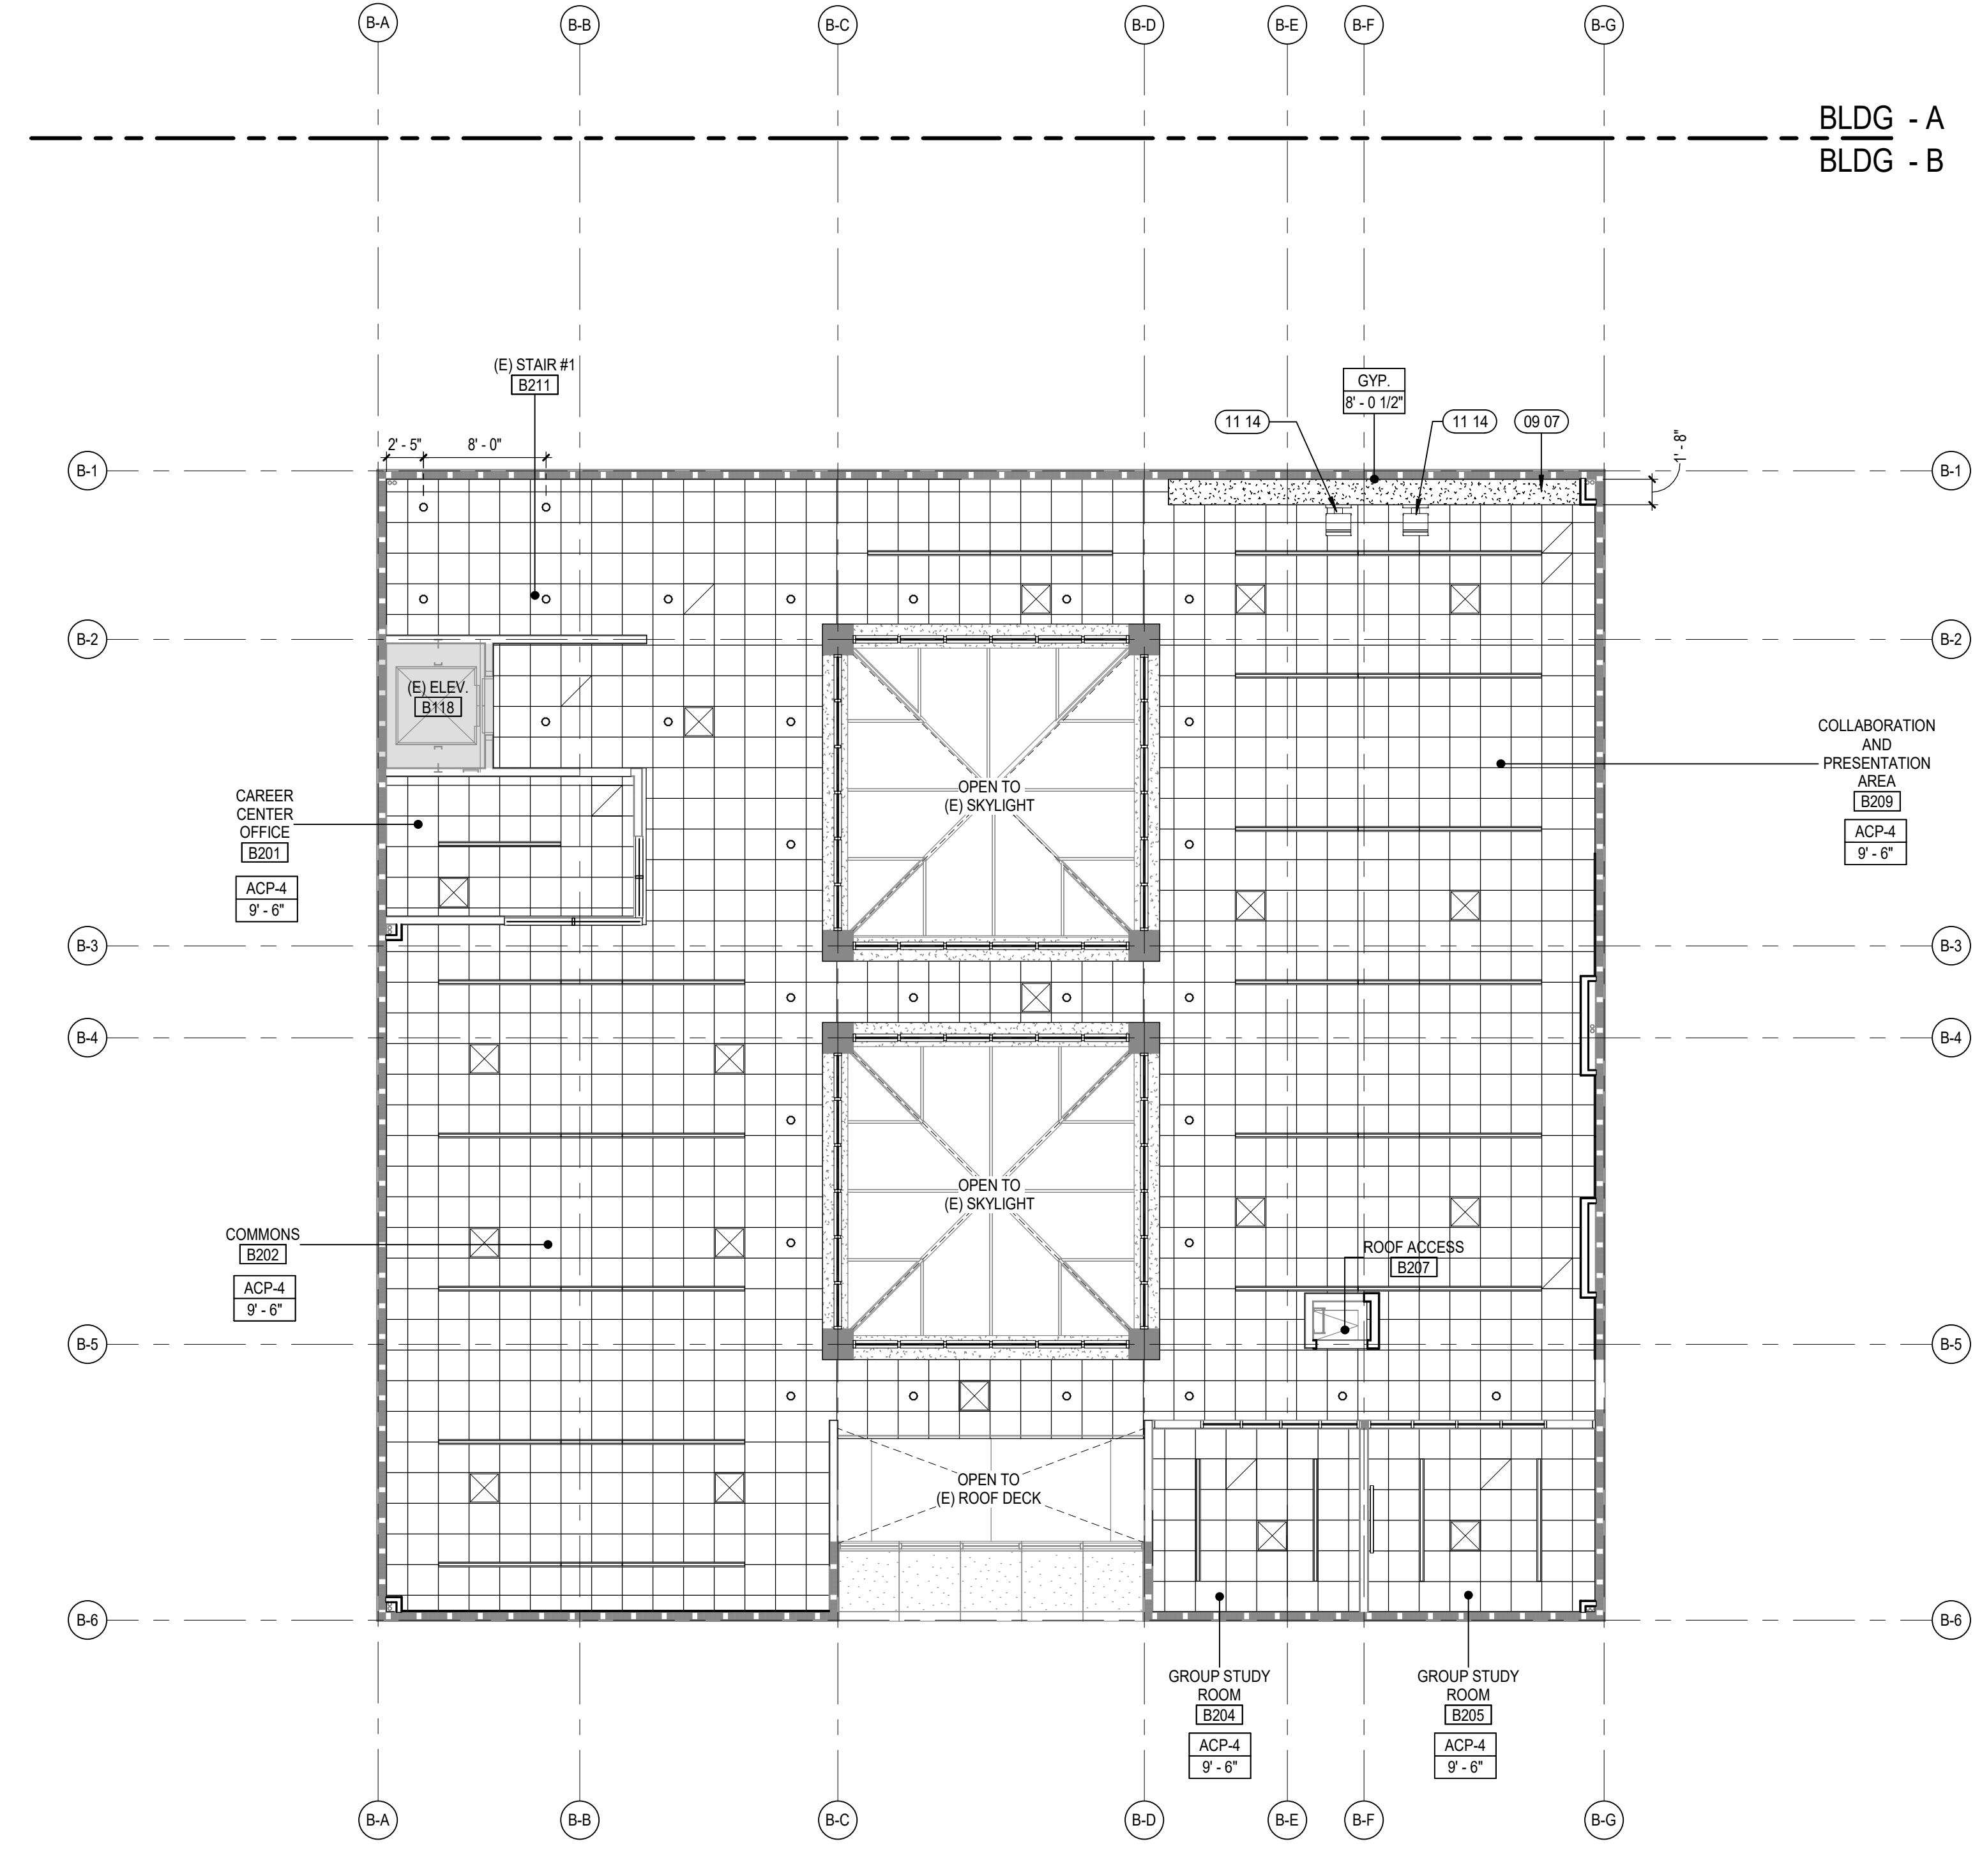 B-A
B-B
B-C
B-D
B-E
B-F
B-G
BLDG - A
BLDG - B
(E) STAIR #1
B211
GYP.
8' - 0 1/2"
11 14
11 14
09 07
2' - 5"
8' - 0"
1' - 8"
B-1
B-1
B-2
B-2
(E) ELEV.
B118
COLLABORATION
AND
PRESENTATION
AREA
B209
ACP-4
9' - 6"
OPEN TO
(E) SKYLIGHT
CAREER
CENTER
OFFICE
B201
ACP-4
9' - 6"
B-3
B-3
B-4
B-4
OPEN TO
(E) SKYLIGHT
COMMONS
B202
ACP-4
9' - 6"
ROOF ACCESS
B207
B-5
B-5
OPEN TO
(E) ROOF DECK
B-6
B-6
GROUP STUDY
ROOM
B204
ACP-4
9' - 6"
GROUP STUDY
ROOM
B205
ACP-4
9' - 6"
B-A
B-B
B-C
B-D
B-E
B-F
B-G